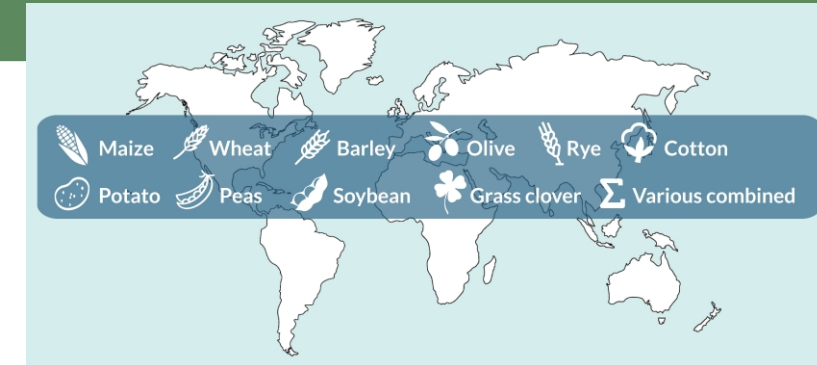 Maize Wheat Barley Olive Rye Cotton
Potato Peas Soybean Grass clover Σ Various combined